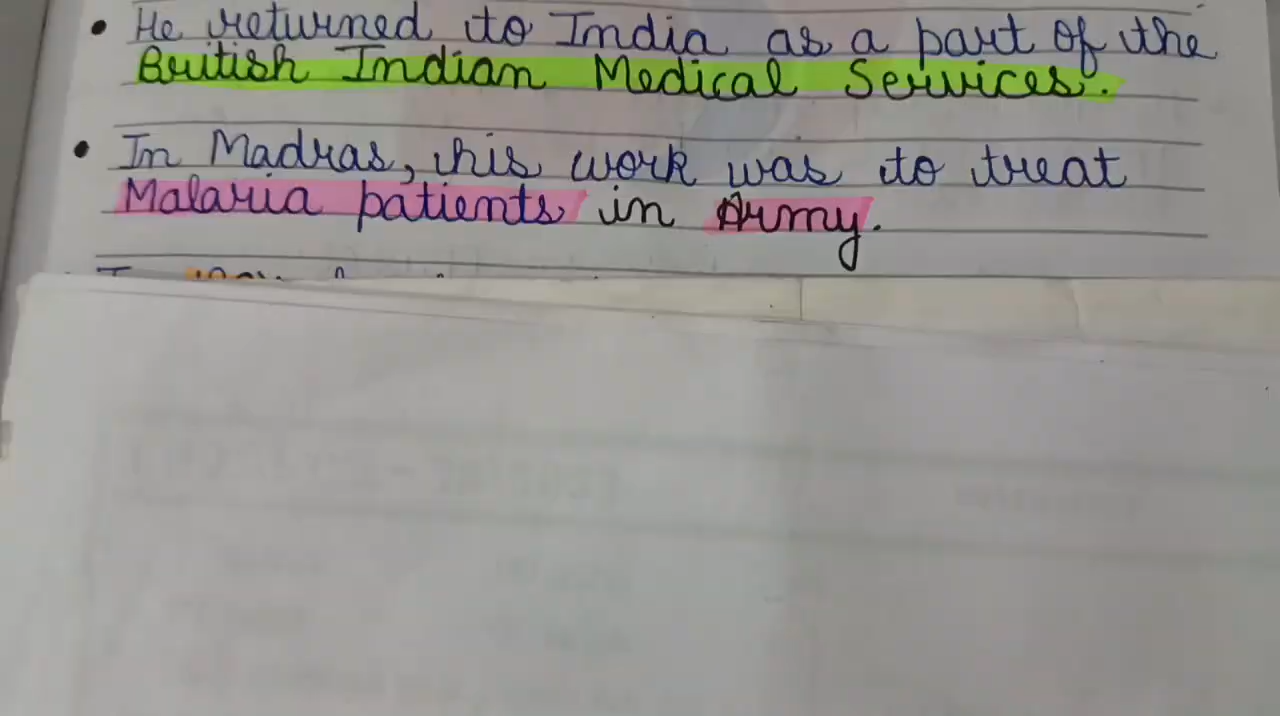 • He returned to India as a part of the
British Indian Medical Services.
• In Madras, his work was to treat
Malaria patients in Army.